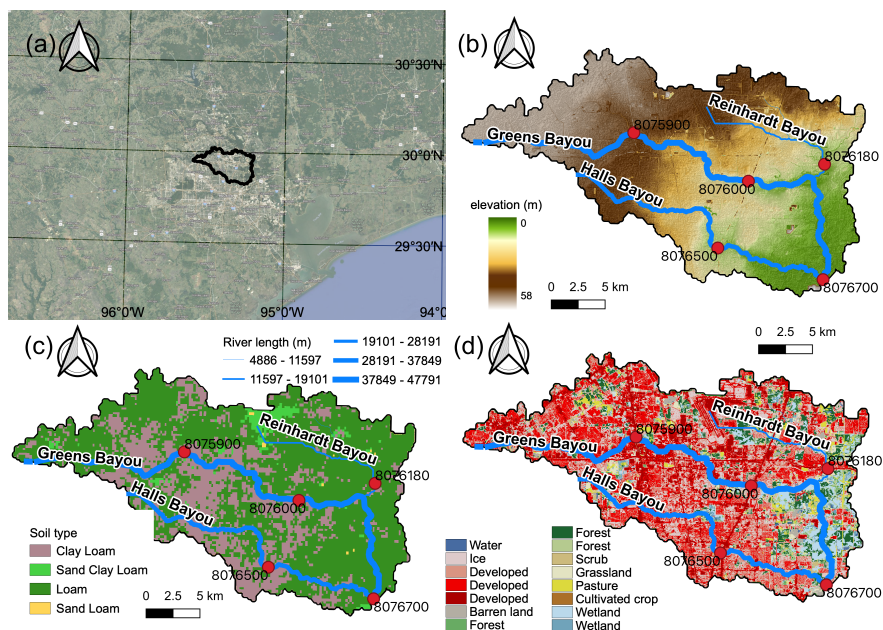 (a)
30°30'N
30°0'N
29°30'N
96°0'W
95°0'W
94°0'
(b)
Reinhardt Bayou
8075900
Greens Bayou
Halls Bayou
8076180
8076000
8076500
8076700
elevation (m)
0
58
0 2.5 5 km
(c)
River length (m)
4886 - 11597
11597 - 19101
19101 - 28191
28191 - 37849
37849 - 47791
Reinhardt Bayou
8075900
Greens Bayou
Halls Bayou
8076180
8076000
8076500
8076700
Soil type
Clay Loam
Sand Clay Loam
Loam
Sand Loam
0 2.5 5 km
(d)
0 2.5 5 km
Reinhardt Bayou
8075900
Greens Bayou
Halls Bayou
8076180
8076000
8076500
8076700
Water
Ice
Developed
Developed
Developed
Barren land
Forest
Forest
Forest
Scrub
Grassland
Pasture
Cultivated crop
Wetland
Wetland